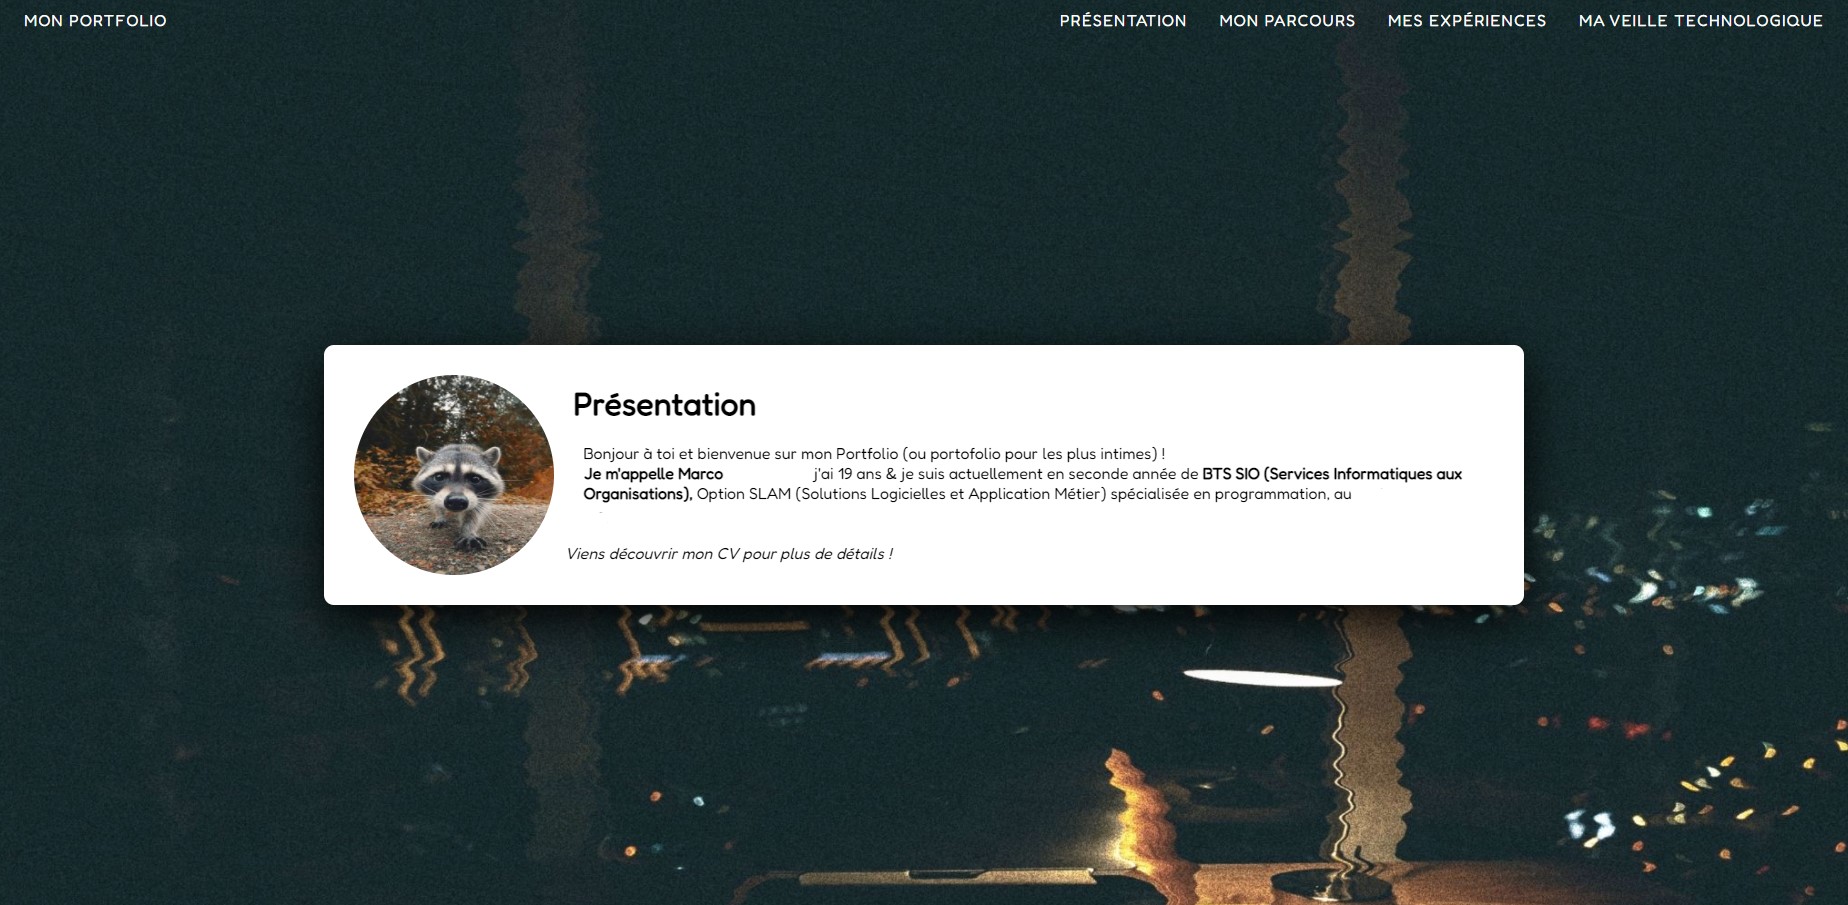 MON PORTFOLIO
PRÉSENTATION
MON PARCOURS
MES EXPÉRIENCES
MA VEILLE TECHNOLOGIQUE
Présentation
Bonjour à toi et bienvenue sur mon Portfolio (ou portofolio pour les plus intimes) !
Je m'appelle Marco j'ai 19 ans & je suis actuellement en seconde année de BTS SIO (Services Informatiques aux
Organisations), Option SLAM (Solutions Logicielles et Application Métier) spécialisée en programmation, au
Viens découvrir mon CV pour plus de détails !